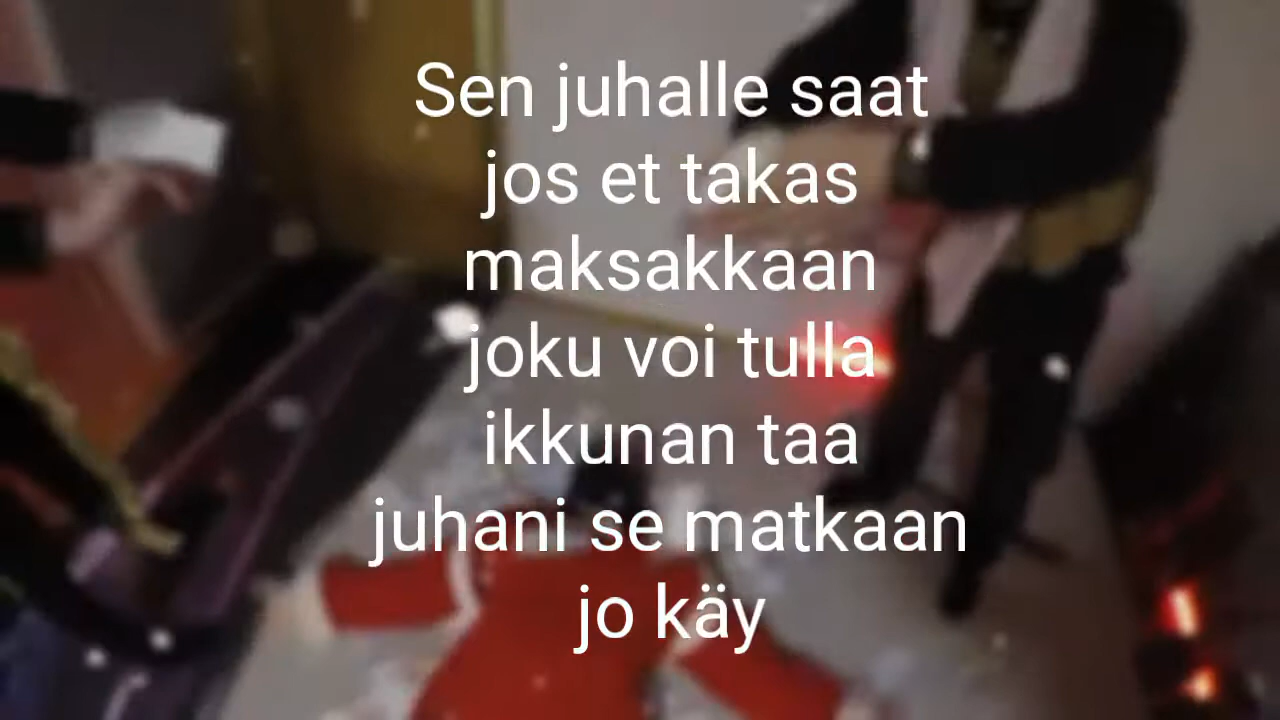 Sen juhalle saat
jos et takas
maksakkaan
joku voi tulla
ikkunan taa
juhani se matkaan
jo käy